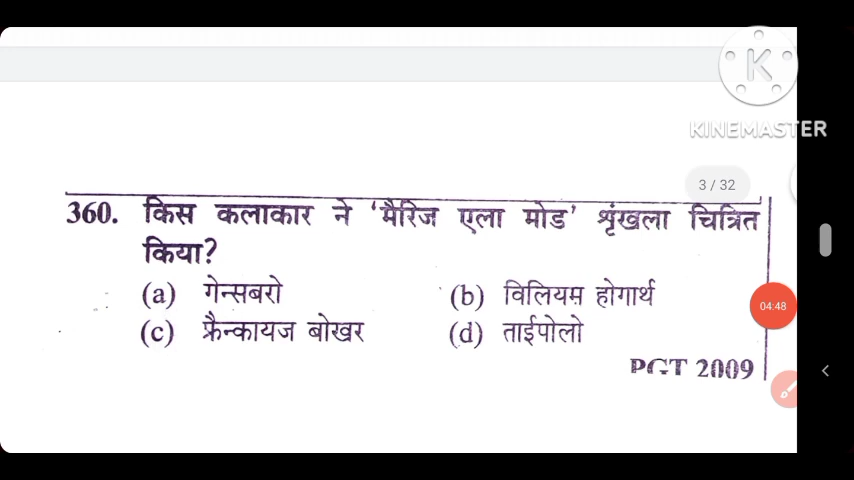 K
KINEMASTER
3 / 32
360. किस कलाकार ने 'मैरिज एला मोड' शृंखला चित्रित
किया?
(a) गेन्सबरो (b) विलियम होगार्थ
(c) फ्रैन्कायज बोखर (d) ताईपोलो
PGT 2009
04:48